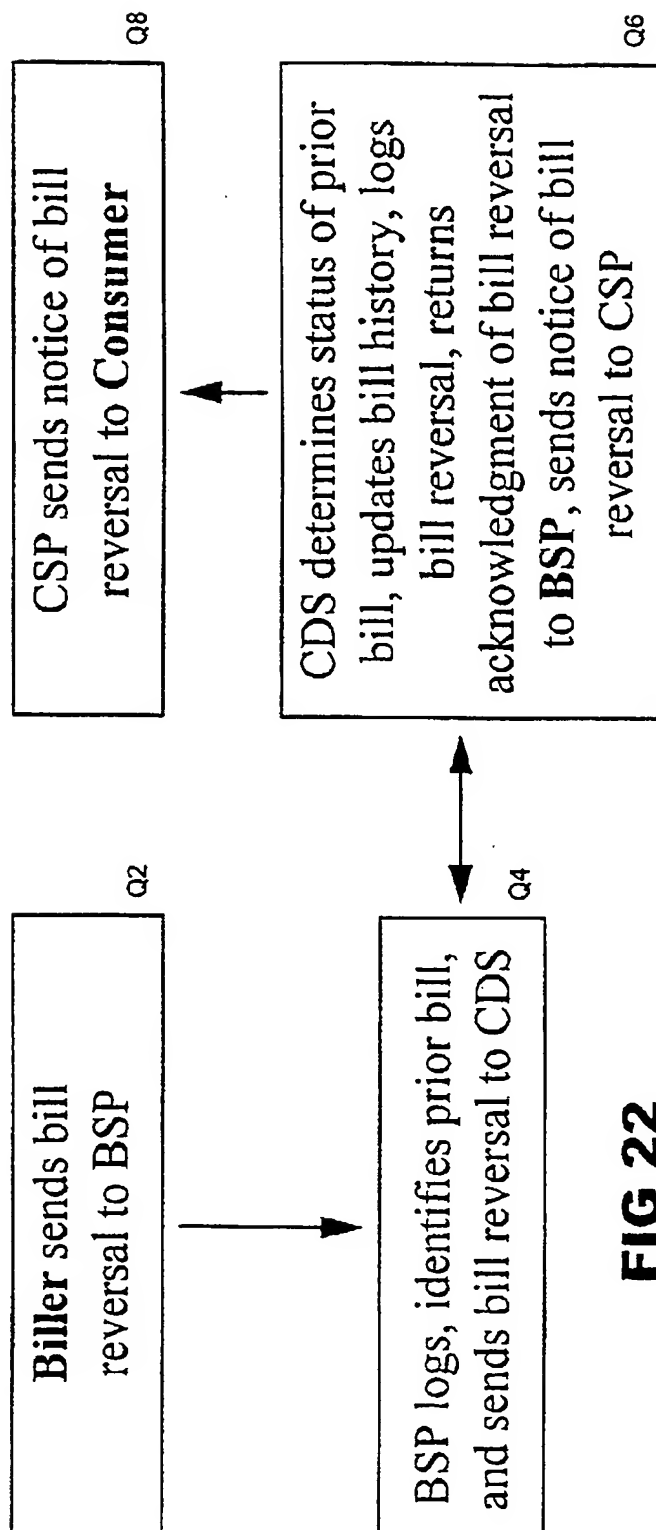 Biller sends bill
reversal to BSP
Q2
BSP logs, identifies prior bill,
and sends bill reversal to CDS
Q4
CDS determines status of prior
bill, updates bill history, logs
bill reversal, returns
acknowledgment of bill reversal
to BSP, sends notice of bill
reversal to CSP
Q6
CSP sends notice of bill
reversal to Consumer
Q8
FIG 22